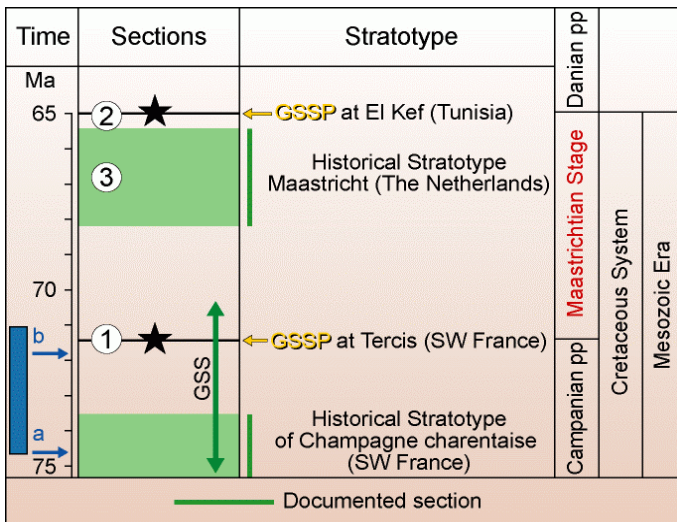 Time
Sections
Stratotype
Ma
65
2
GSSP at El Kef (Tunisia)
3
Historical Stratotype
Maastricht (The Netherlands)
70
b
1
GSSP at Tercis (SW France)
GSS
a
Historical Stratotype
of Champagne charentaise
(SW France)
75
Documented section
Danian pp
Maastrichtian Stage
Campanian pp
Cretaceous System
Mesozoic Era